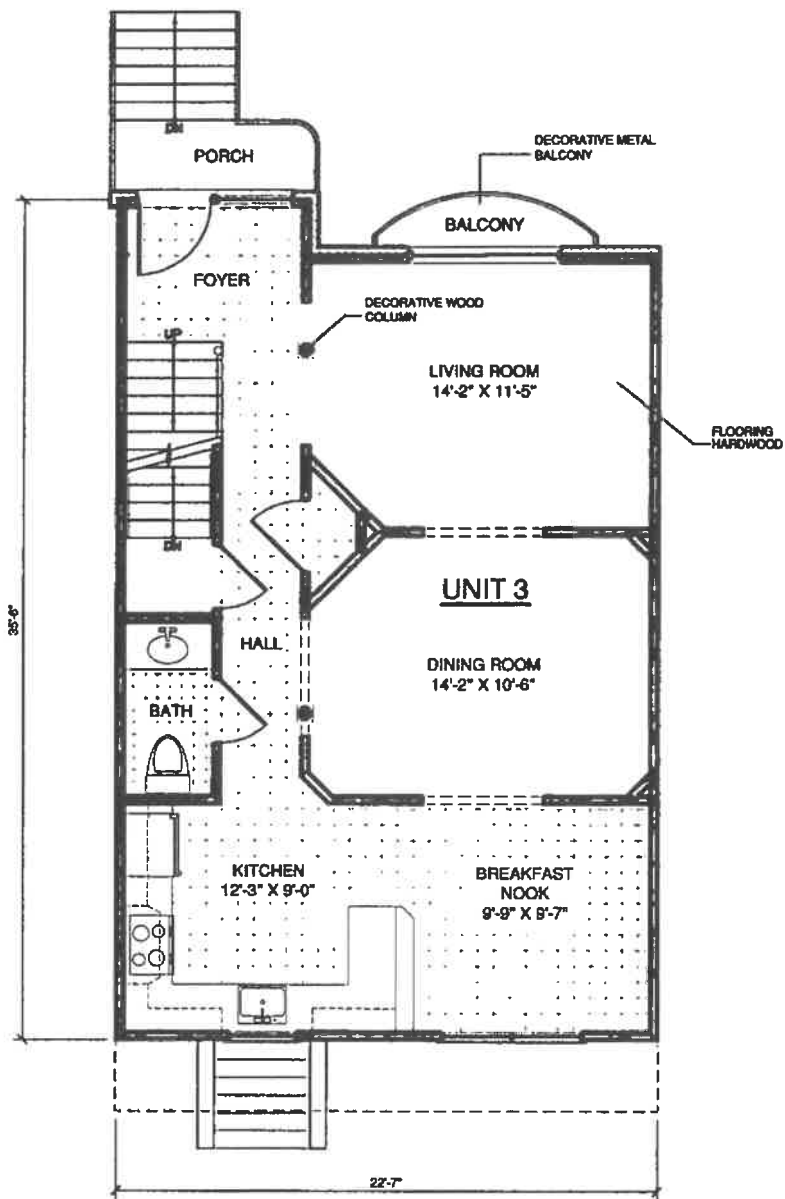 DN
PORCH
DECORATIVE METAL
BALCONY
BALCONY
FOYER
DECORATIVE WOOD
COLUMN
UP
LIVING ROOM
14'-2" X 11'-5"
FLOORING
HARDWOOD
DN
UNIT 3
35'-6"
HALL
DINING ROOM
14'-2" X 10'-6"
BATH
KITCHEN
12'-3" X 9'-0"
BREAKFAST
NOOK
9'-9" X 9'-7"
22'-7"